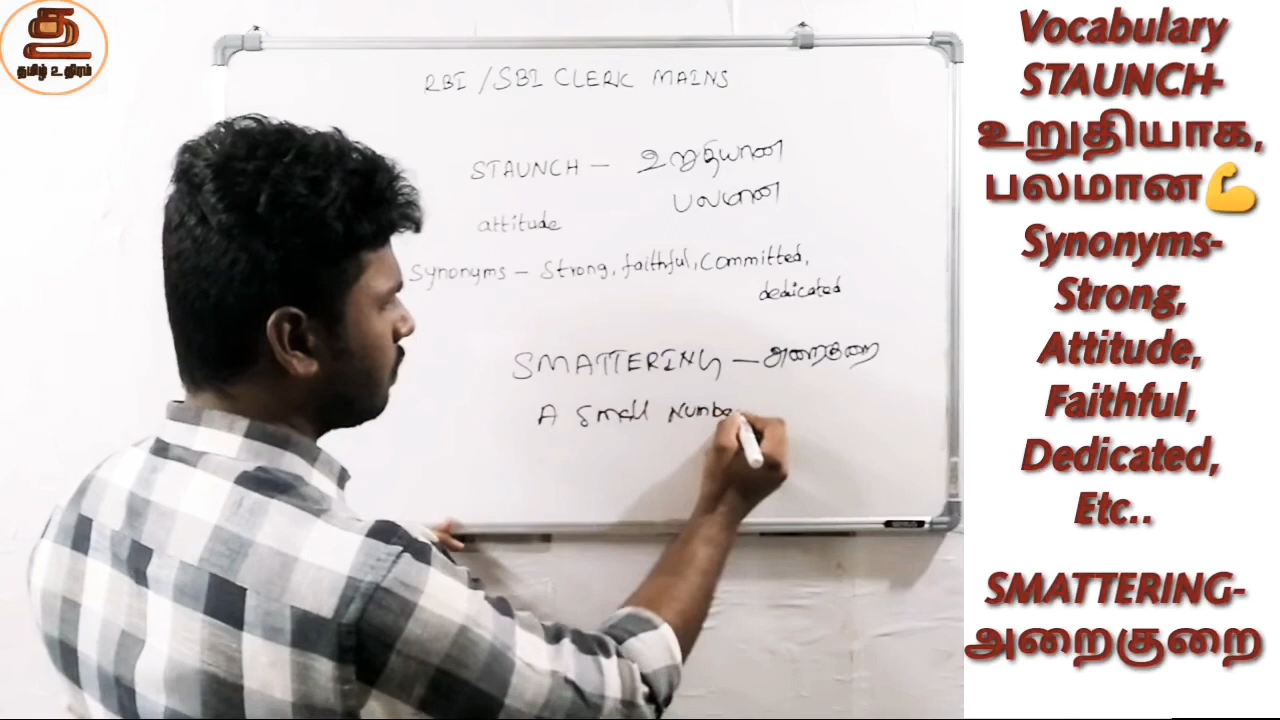 தமிழ் உதிரம்
RBI / SBI CLERK MAINS
STAUNCH – உறுதியான
பலமான
attitude
Synonyms – Strong, faithful, Committed,
dedicated
SMATTERING – அறைகுறை
A Small Numbe
Vocabulary
STAUNCH-
உறுதியாக,
பலமான💪
Synonyms-
Strong,
Attitude,
Faithful,
Dedicated,
Etc..
SMATTERING-
அறைகுறை